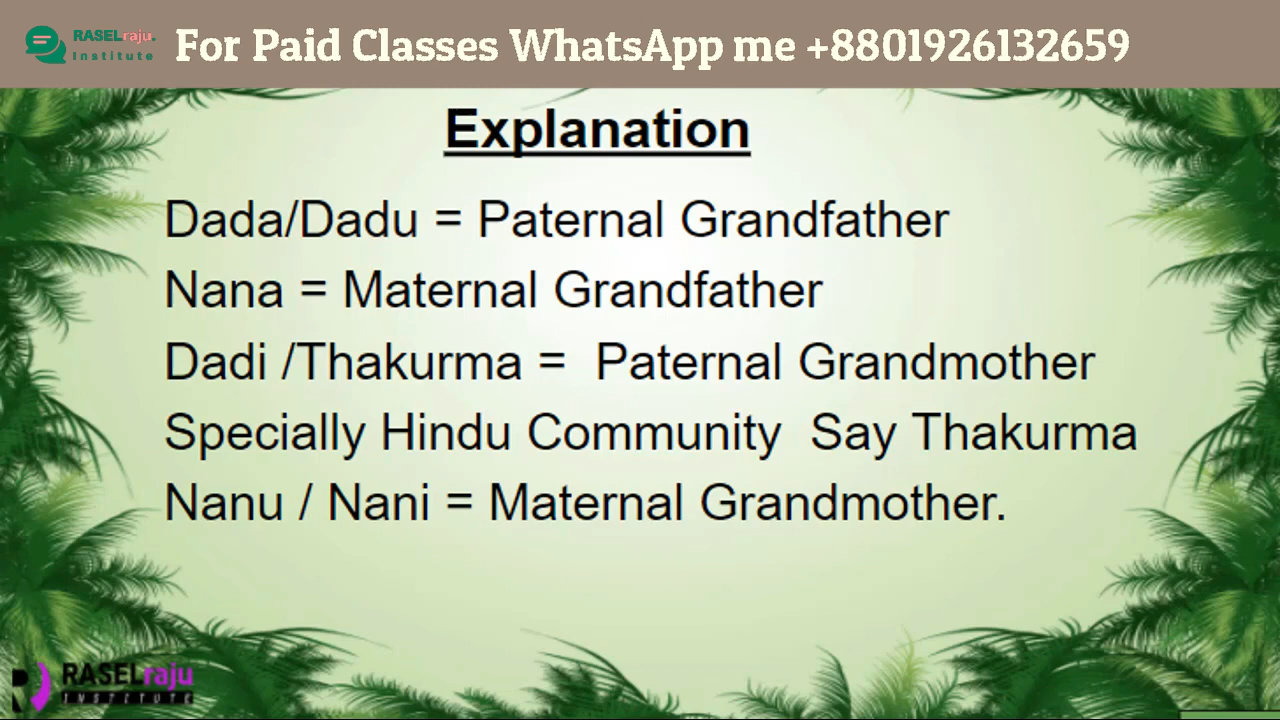 RASELraju.
Institute
For Paid Classes WhatsApp me +8801926132659
Explanation
Dada/Dadu = Paternal Grandfather
Nana = Maternal Grandfather
Dadi /Thakurma =  Paternal Grandmother
Specially Hindu Community  Say Thakurma
Nanu / Nani = Maternal Grandmother.
RASELraju
INSTITUTE